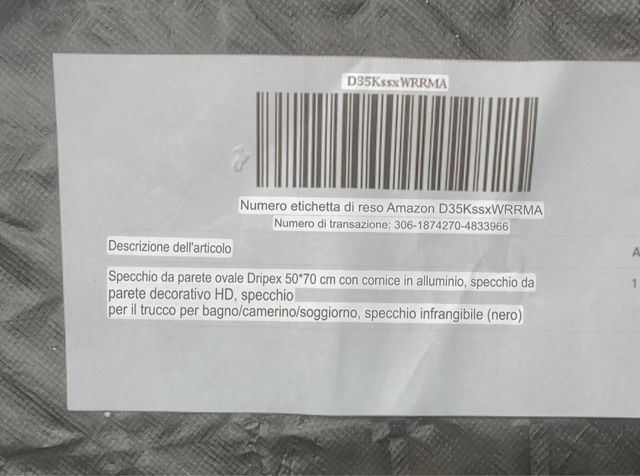 D35KssxWRRMA
Numero etichetta di reso Amazon D35KssxWRRMA
Numero di transazione: 306-1874270-4833966
Descrizione dell'articolo
A
Specchio da parete ovale Dripex 50*70 cm con cornice in alluminio, specchio da
1
parete decorativo HD, specchio
per il trucco per bagno/camerino/soggiorno, specchio infrangibile (nero)